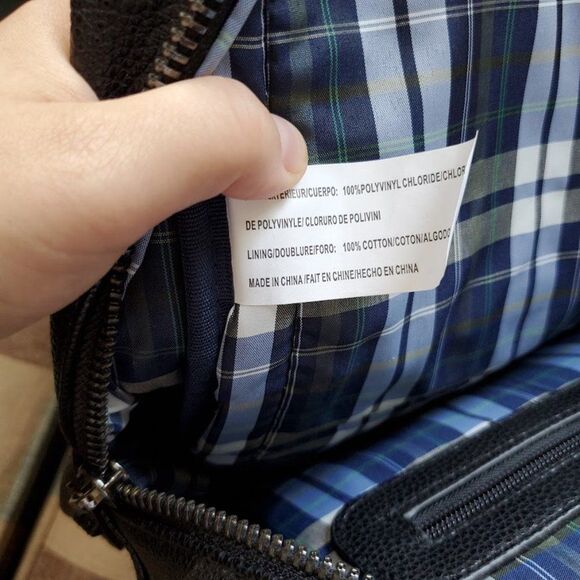 EXTERIEUR/CUERPO: 100%POLYVINYL CHLORIDE/CHLOR
DE POLYVINYLE/ CLORURO DE POLIVINI
LINING/DOUBLURE/FORO: 100% COTTON/COTON/ALGODO
MADE IN CHINA/FAIT EN CHINE/HECHO EN CHINA